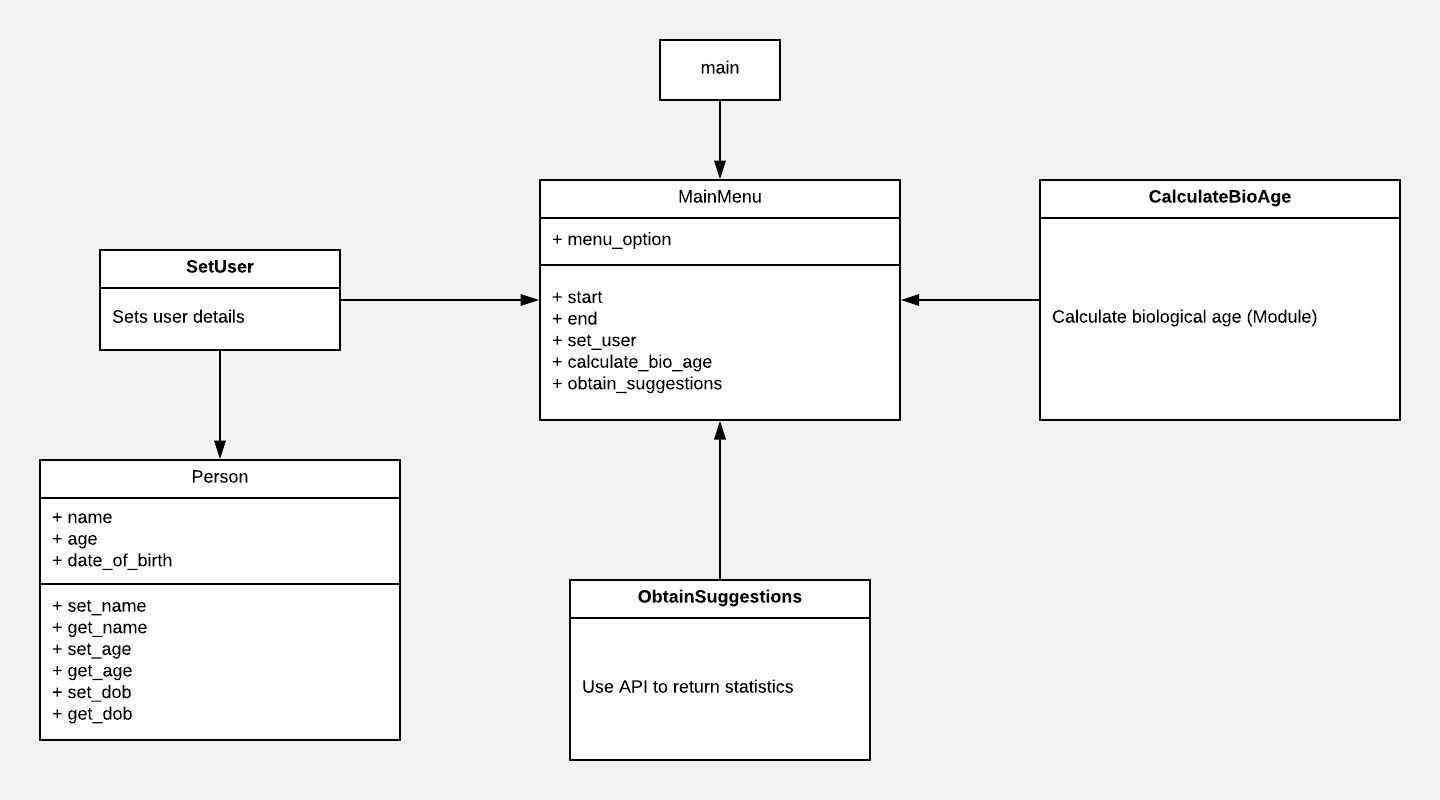 main
MainMenu
+ menu_option
+ start
+ end
+ set_user
+ calculate_bio_age
+ obtain_suggestions
CalculateBioAge
Calculate biological age (Module)
SetUser
Sets user details
Person
+ name
+ age
+ date_of_birth
+ set_name
+ get_name
+ set_age
+ get_age
+ set_dob
+ get_dob
ObtainSuggestions
Use API to return statistics